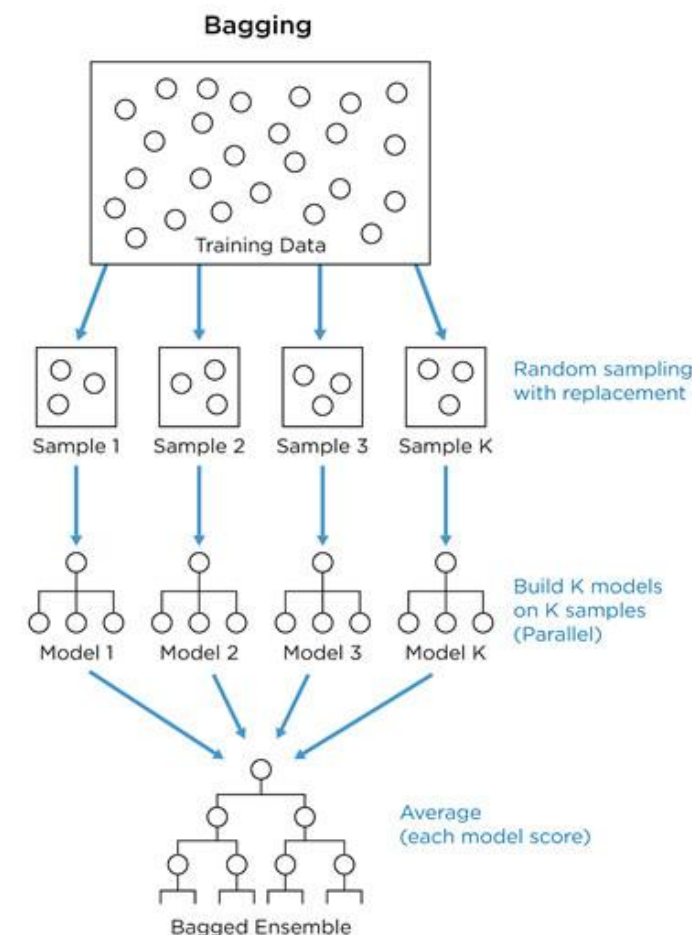 Bagging
Training Data
Random sampling
with replacement
Sample 1
Sample 2
Sample 3
Sample K
Build K models
on K samples
(Parallel)
Model 1
Model 2
Model 3
Model K
Average
(each model score)
Bagged Ensemble